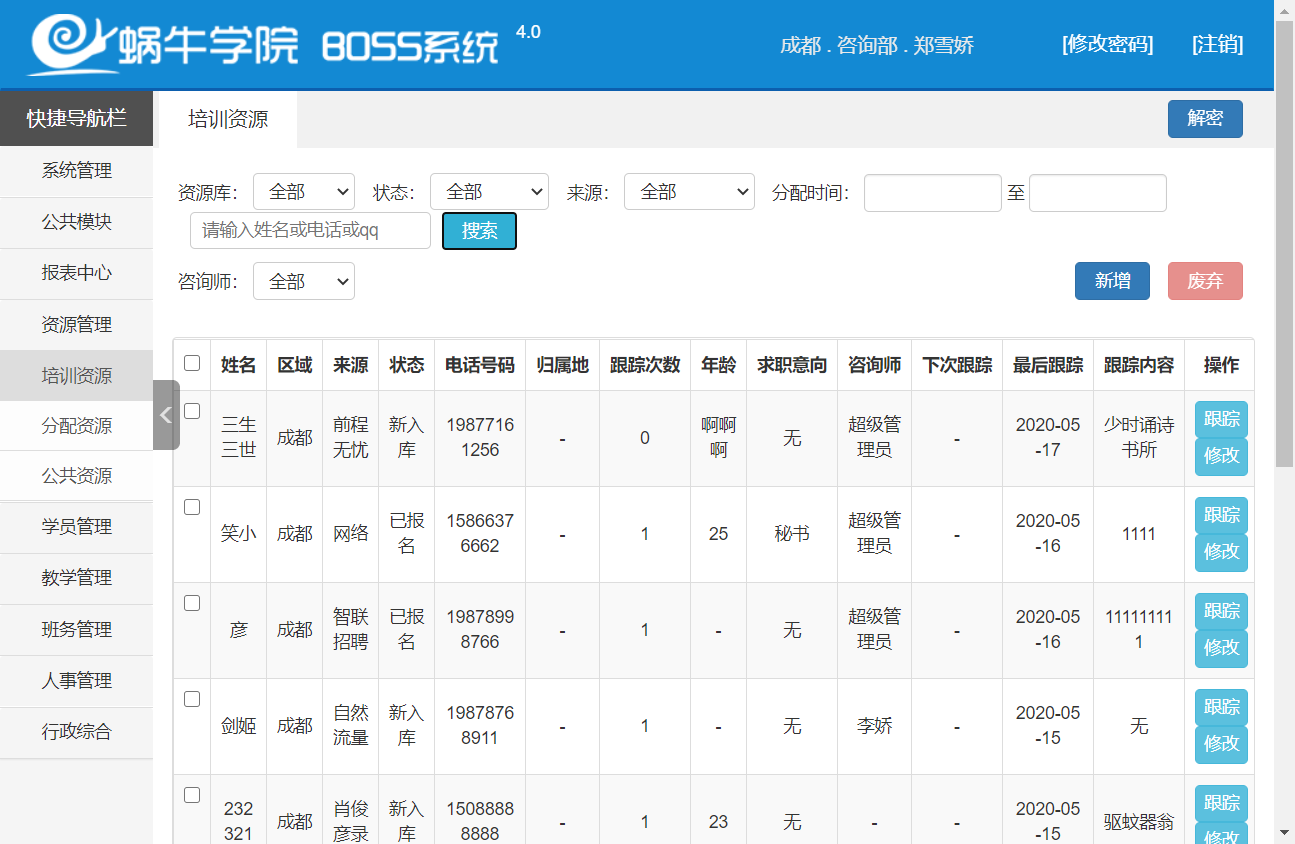 蜗牛学院 BOSS系统 4.0
成都 . 咨询部 . 郑雪娇 [修改密码] [注销]
快捷导航栏
系统管理
公共模块
报表中心
资源管理
培训资源
分配资源
公共资源
学员管理
教学管理
班务管理
人事管理
行政综合
培训资源 解密
资源库: 全部 状态: 全部 来源: 全部 分配时间: 至
请输入姓名或电话或qq 搜索
咨询师: 全部 新增 废弃
姓名 区域 来源 状态 电话号码 归属地 跟踪次数 年龄 求职意向 咨询师 下次跟踪 最后跟踪 跟踪内容 操作
三生 前程 新入 1987716 啊啊 超级管 2020-05 少时诵诗 跟踪
成都 - 0 无 -
三世 无忧 库 1256 啊 理员 -17 书所 修改
已报 1586637 超级管 2020-05 跟踪
笑小 成都 网络 - 1 25 秘书 - 1111
名 6662 理员 -16 修改
智联 已报 1987899 超级管 2020-05 11111111 跟踪
彦 成都 - 1 - 无 -
招聘 名 8766 理员 -16 1 修改
自然 新入 1987876 2020-05 跟踪
剑姬 成都 - 1 - 无 李娇 - 无
流量 库 8911 -15 修改
232 肖俊 新入 1508888 2020-05 跟踪
成都 - 1 23 无 - - 驱蚊器翁
321 彦录 库 8888 -15 修改